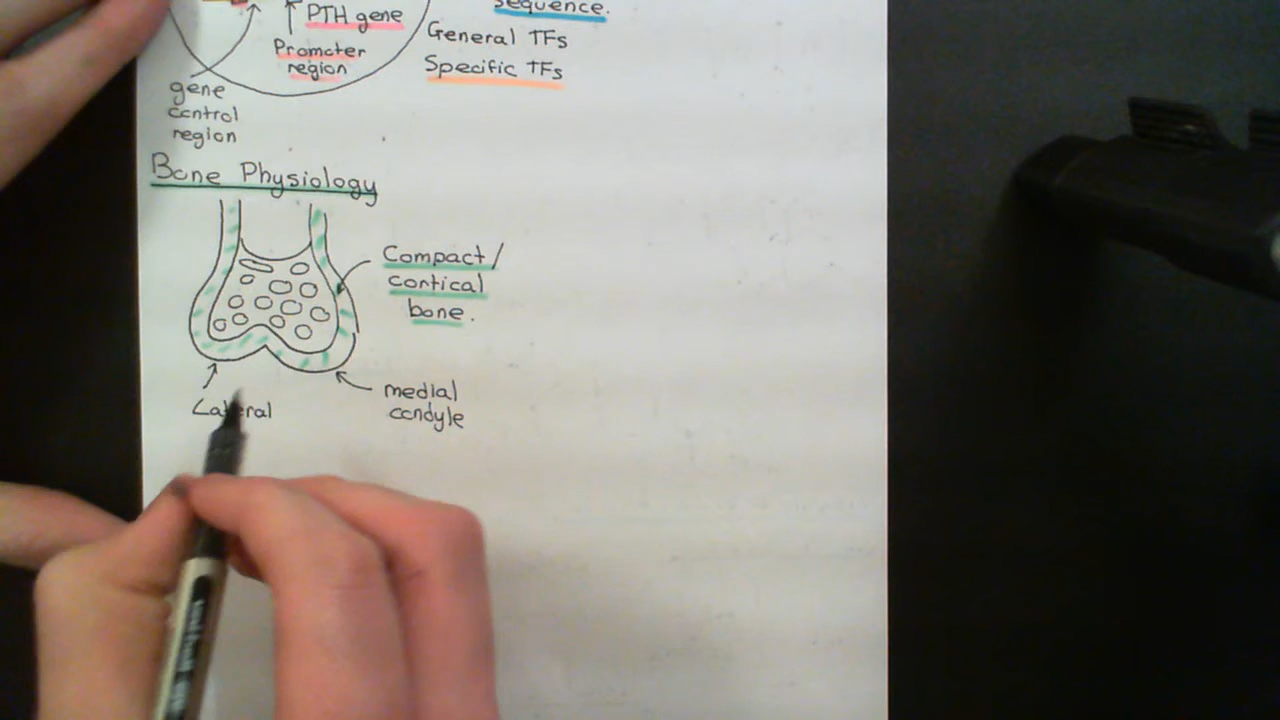 sequence.
PTH gene
General TFs
Promoter
region
Specific TFs
gene
control
region
Bone Physiology
Compact/
cortical
bone.
medial
condyle
Lateral